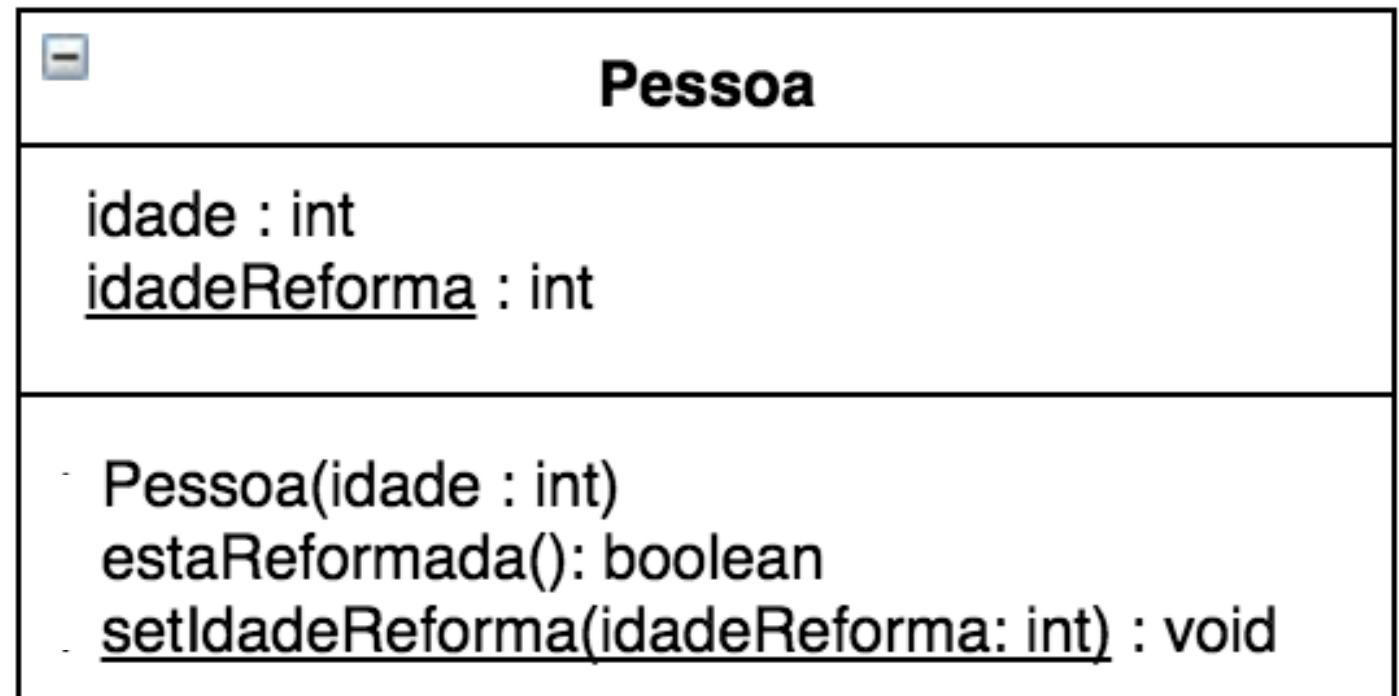 Pessoa
idade : int
idadeReforma : int
Pessoa(idade : int)
estaReformada(): boolean
setIdadeReforma(idadeReforma: int) : void